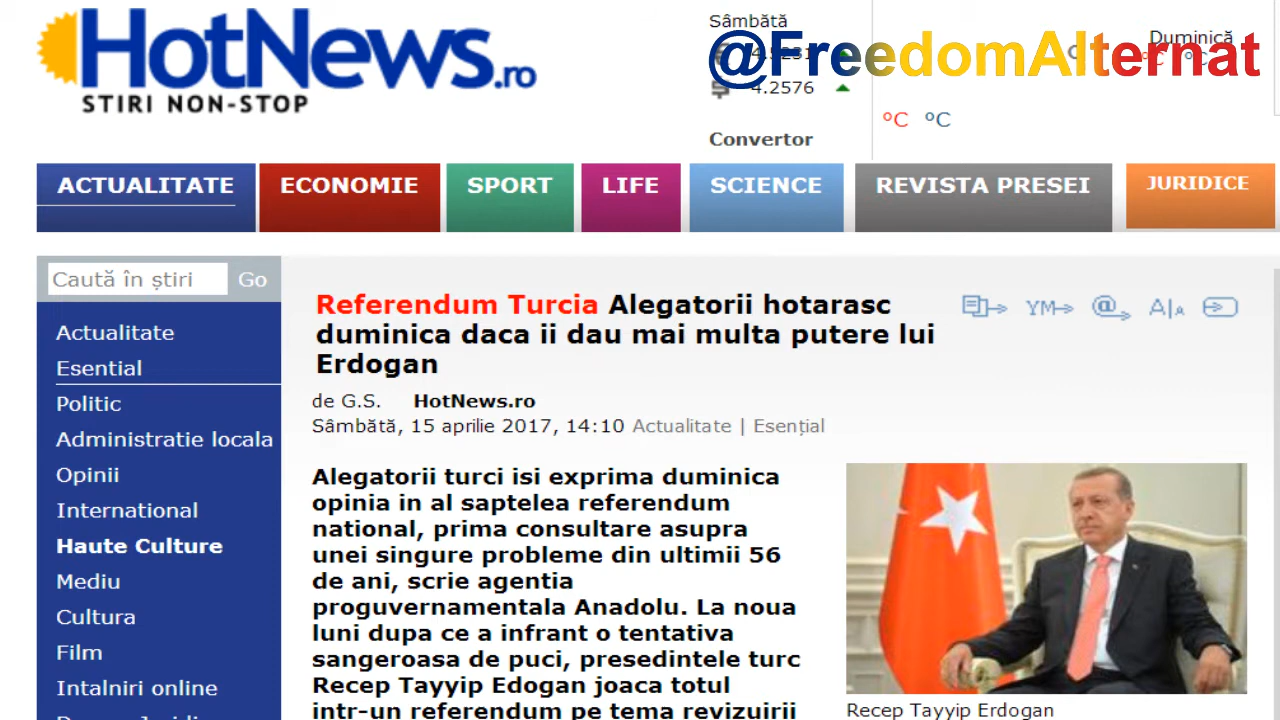 HotNews.ro
STIRI NON-STOP
Sâmbătă
Duminică
@FreedomAlternat
4.2576
ºC ºC
Convertor
ACTUALITATE ECONOMIE SPORT LIFE SCIENCE REVISTA PRESEI JURIDICE
Caută în știri Go
Actualitate
Esential
Politic
Administratie locala
Opinii
International
Haute Culture
Mediu
Cultura
Film
Intalniri online
Referendum Turcia Alegatorii hotarasc
duminica daca ii dau mai multa putere lui
Erdogan
YM
@
A|A
de G.S. HotNews.ro
Sâmbătă, 15 aprilie 2017, 14:10 Actualitate | Esențial
Alegatorii turci isi exprima duminica
opinia in al saptelea referendum
national, prima consultare asupra
unei singure probleme din ultimii 56
de ani, scrie agentia
proguvernamentala Anadolu. La noua
luni dupa ce a infrant o tentativa
sangeroasa de puci, presedintele turc
Recep Tayyip Edogan joaca totul
intr-un referendum pe tema revizuirii
Recep Tayyip Erdogan